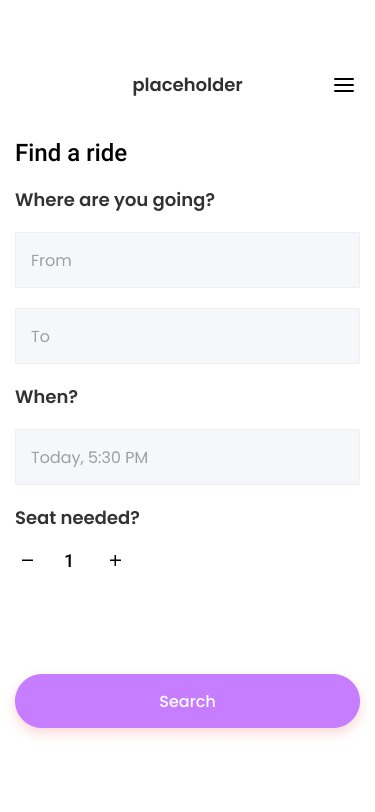 placeholder
Find a ride
Where are you going?
From
To
When?
Today, 5:30 PM
Seat needed?
− 1 +
Search